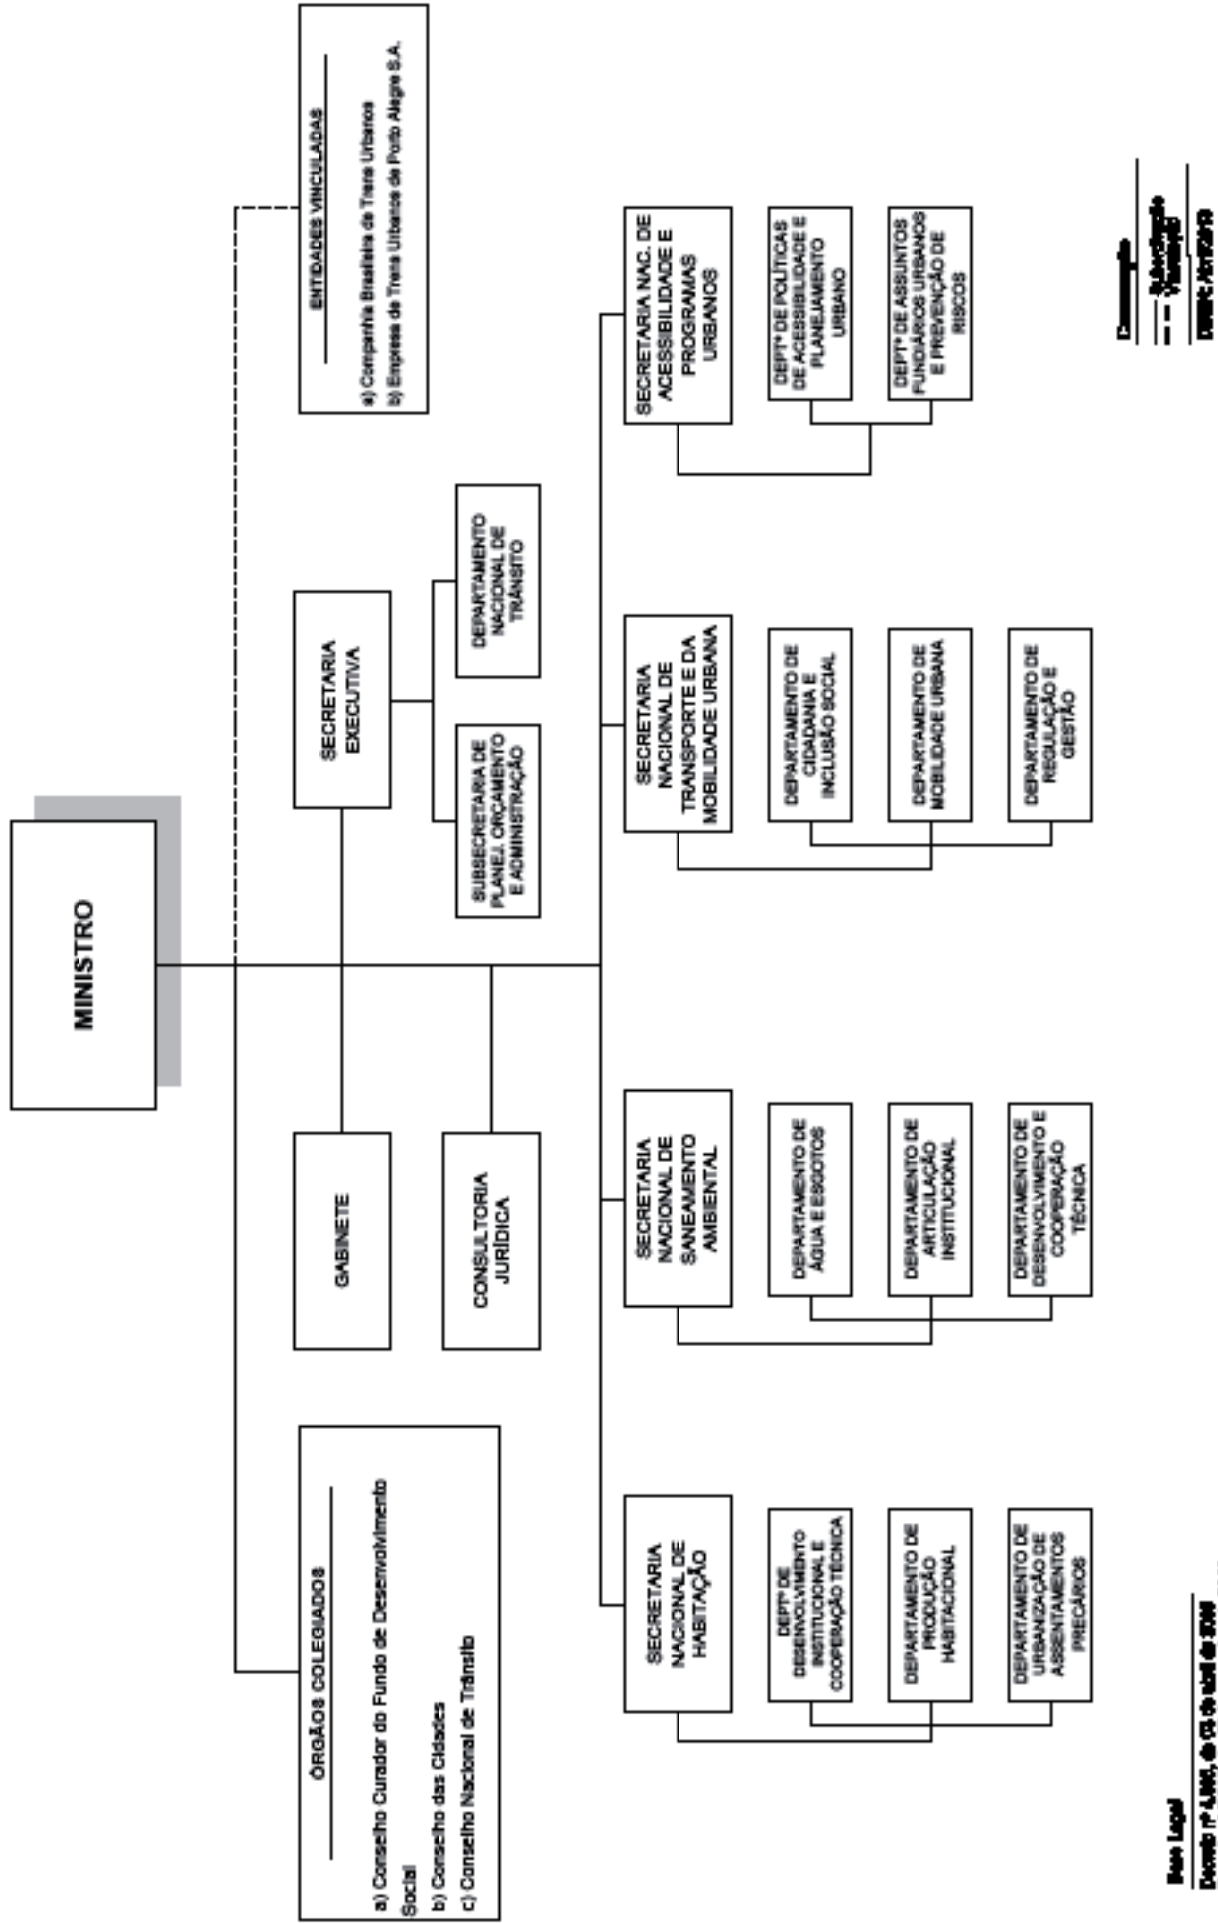 MINISTRO
ÓRGÃOS COLEGIADOS
a) Conselho Curador do Fundo de Desenvolvimento
Social
b) Conselho das Cidades
c) Conselho Nacional de Trânsito
GABINETE
CONSULTORIA
JURÍDICA
SECRETARIA
EXECUTIVA
SUBSECRETARIA DE
PLANEJ. ORÇAMENTO
E ADMINISTRAÇÃO
DEPARTAMENTO
NACIONAL DE
TRÂNSITO
ENTIDADES VINCULADAS
a) Companhia Brasileira de Trens Urbanos
b) Empresa de Trens Urbanos de Porto Alegre S.A.
SECRETARIA
NACIONAL DE
HABITAÇÃO
DEPTº DE
DESENVOLVIMENTO
INSTITUCIONAL E
COOPERAÇÃO TÉCNICA
DEPARTAMENTO DE
PRODUÇÃO
HABITACIONAL
DEPARTAMENTO DE
URBANIZAÇÃO DE
ASSENTAMENTOS
PRECÁRIOS
SECRETARIA
NACIONAL DE
SANEAMENTO
AMBIENTAL
DEPARTAMENTO DE
ÁGUA E ESGOTOS
DEPARTAMENTO DE
ARTICULAÇÃO
INSTITUCIONAL
DEPARTAMENTO DE
DESENVOLVIMENTO E
COOPERAÇÃO
TÉCNICA
SECRETARIA
NACIONAL DE
TRANSPORTE E DA
MOBILIDADE URBANA
DEPARTAMENTO DE
CIDADANIA E
INCLUSÃO SOCIAL
DEPARTAMENTO DE
MOBILIDADE URBANA
DEPARTAMENTO DE
REGULAÇÃO E
GESTÃO
SECRETARIA NAC. DE
ACESSIBILIDADE E
PROGRAMAS
URBANOS
DEPTº DE POLÍTICAS
DE ACESSIBILIDADE E
PLANEJAMENTO
URBANO
DEPTº DE ASSUNTOS
FUNDIÁRIOS URBANOS
E PREVENÇÃO DE
RISCOS
Base Legal
Decreto nº de abril de
Subordinação